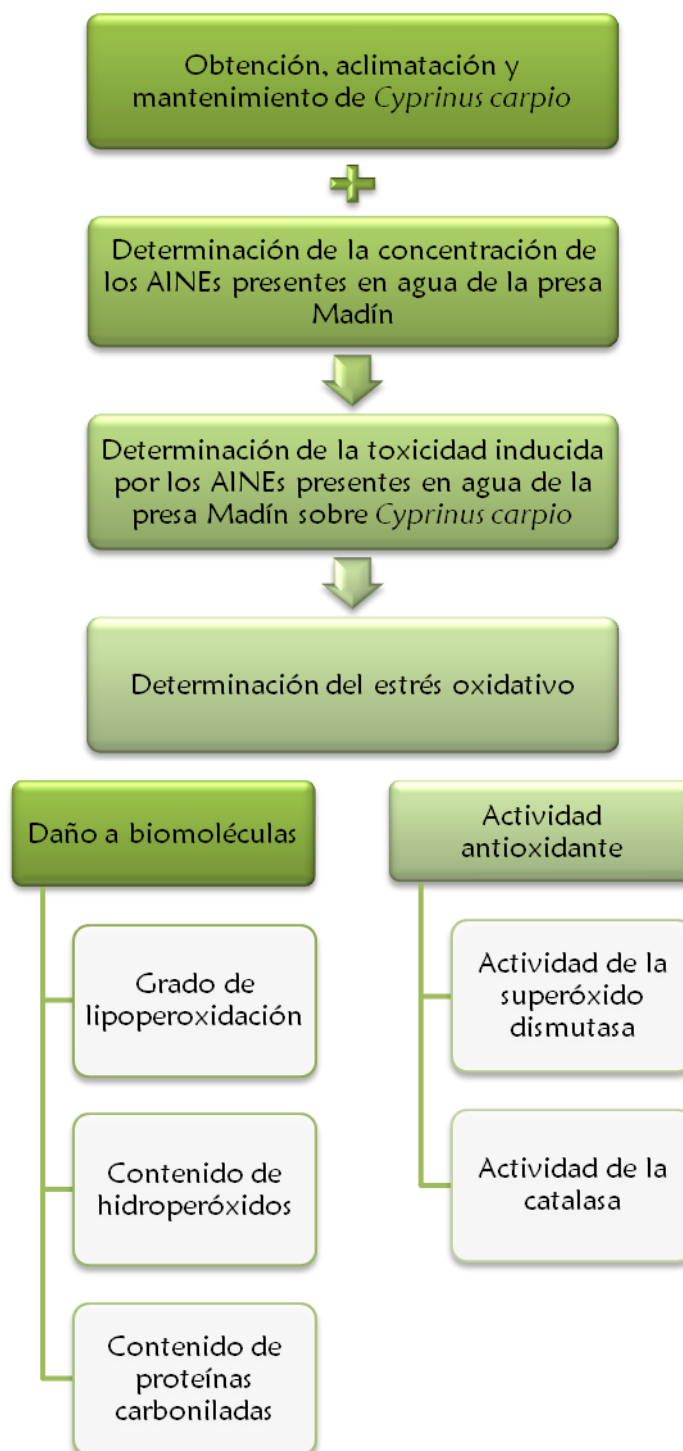 Obtención, aclimatación y
mantenimiento de Cyprinus carpio
Determinación de la concentración de
los AINEs presentes en agua de la presa
Madín
Determinación de la toxicidad inducida
por los AINEs presentes en agua de la
presa Madín sobre Cyprinus carpio
Determinación del estrés oxidativo
Daño a biomoléculas
Grado de
lipoperoxidación
Contenido de
hidroperóxidos
Contenido de
proteínas
carboniladas
Actividad
antioxidante
Actividad de la
superóxido
dismutasa
Actividad de la
catalasa